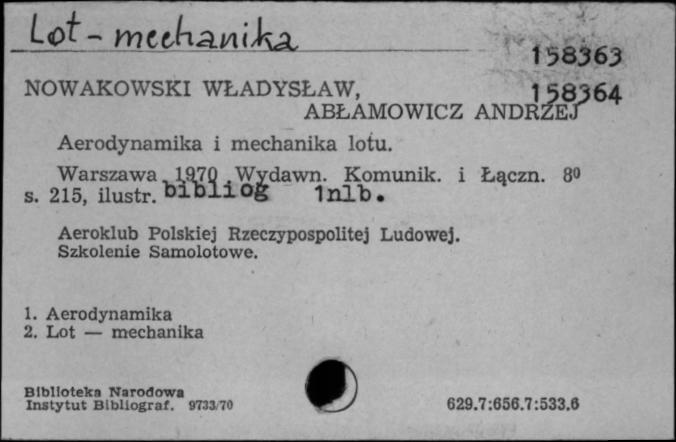 Lot - mechanika
158363
NOWAKOWSKI WŁADYSŁAW,
158364
ABŁAMOWICZ ANDRZEJ
Aerodynamika i mechanika lotu.
Warszawa 1970 Wydawn. Komunik. i Łączn. 8⁰
s. 215, ilustr. bibliog 1nlb.
Aeroklub Polskiej Rzeczypospolitej Ludowej.
Szkolenie Samolotowe.
1. Aerodynamika
2. Lot — mechanika
Biblioteka Narodowa
Instytut Bibliograf. 9733/70
629.7:656.7:533.6